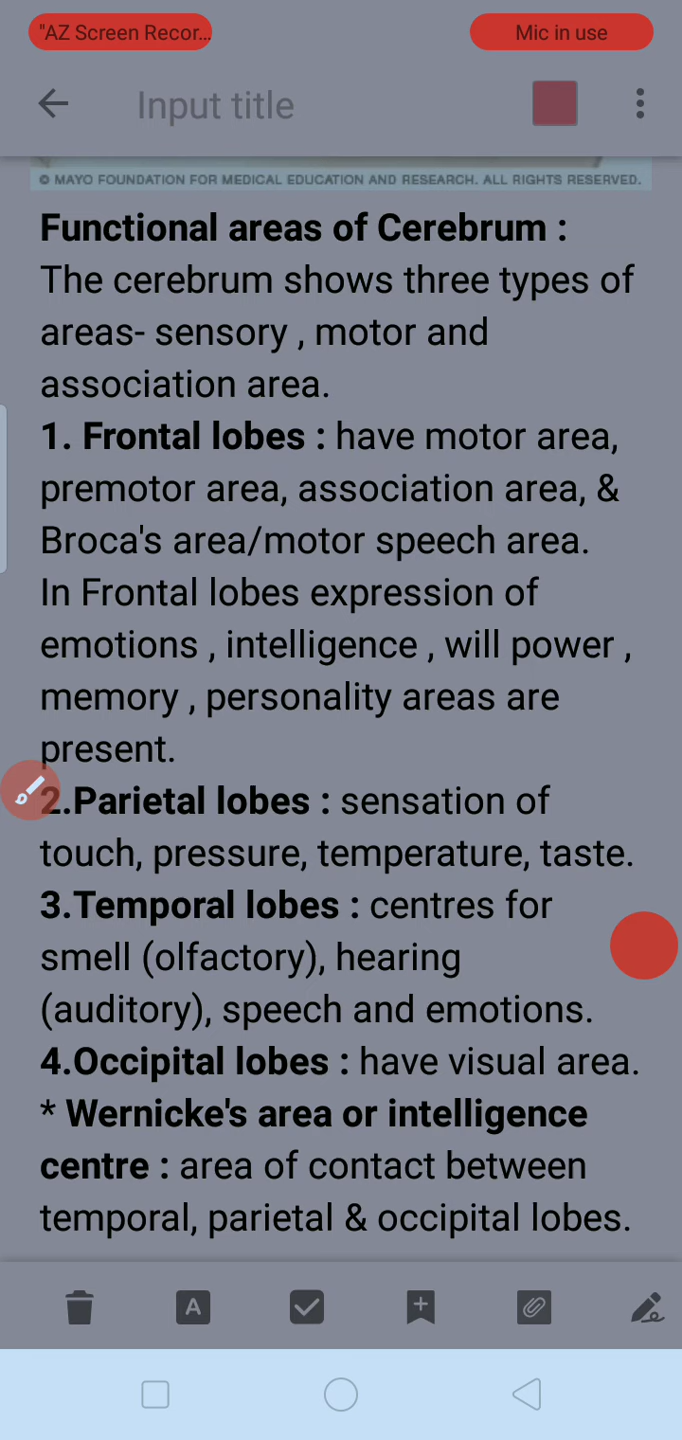 "AZ Screen Recor...
Mic in use
Input title
© MAYO FOUNDATION FOR MEDICAL EDUCATION AND RESEARCH. ALL RIGHTS RESERVED.
Functional areas of Cerebrum :
The cerebrum shows three types of
areas- sensory , motor and
association area.
1. Frontal lobes : have motor area,
premotor area, association area, &
Broca's area/motor speech area.
In Frontal lobes expression of
emotions , intelligence , will power ,
memory , personality areas are
present.
2.Parietal lobes : sensation of
touch, pressure, temperature, taste.
3.Temporal lobes : centres for
smell (olfactory), hearing
(auditory), speech and emotions.
4.Occipital lobes : have visual area.
* Wernicke's area or intelligence
centre : area of contact between
temporal, parietal & occipital lobes.
A